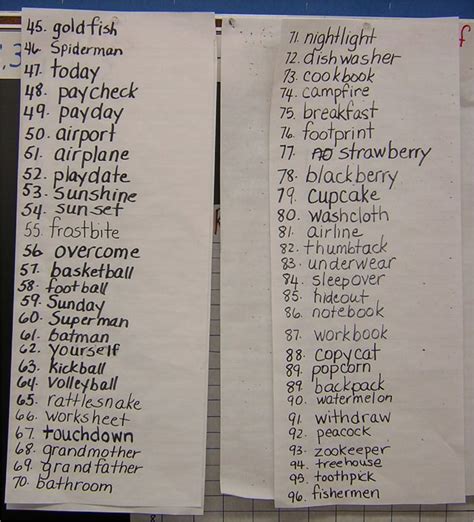 45. goldfish
46. Spiderman
47. today
48. paycheck
49. payday
50. airport
51. airplane
52. playdate
53. sunshine
54. sunset
55. frostbite
56 overcome
57. basketball
58. football
59. Sunday
60. Superman
61. batman
62. yourself
63. kickball
64. volleyball
65. rattlesnake
66. worksheet
67. touchdown
68. grandmother
69. grandfather
70. bathroom
71. nightlight
72. dishwasher
73. cookbook
74. campfire
75. breakfast
76. footprint
77. strawberry
78. blackberry
79. cupcake
80. washcloth
81. airline
82. thumbtack
83. underwear
84. sleepover
85. hideout
86. notebook
87. workbook
88. copycat
89. popcorn
89. backpack
90. watermelon
91. withdraw
92. peacock
93. zookeeper
94. treehouse
95. toothpick
96. fishermen